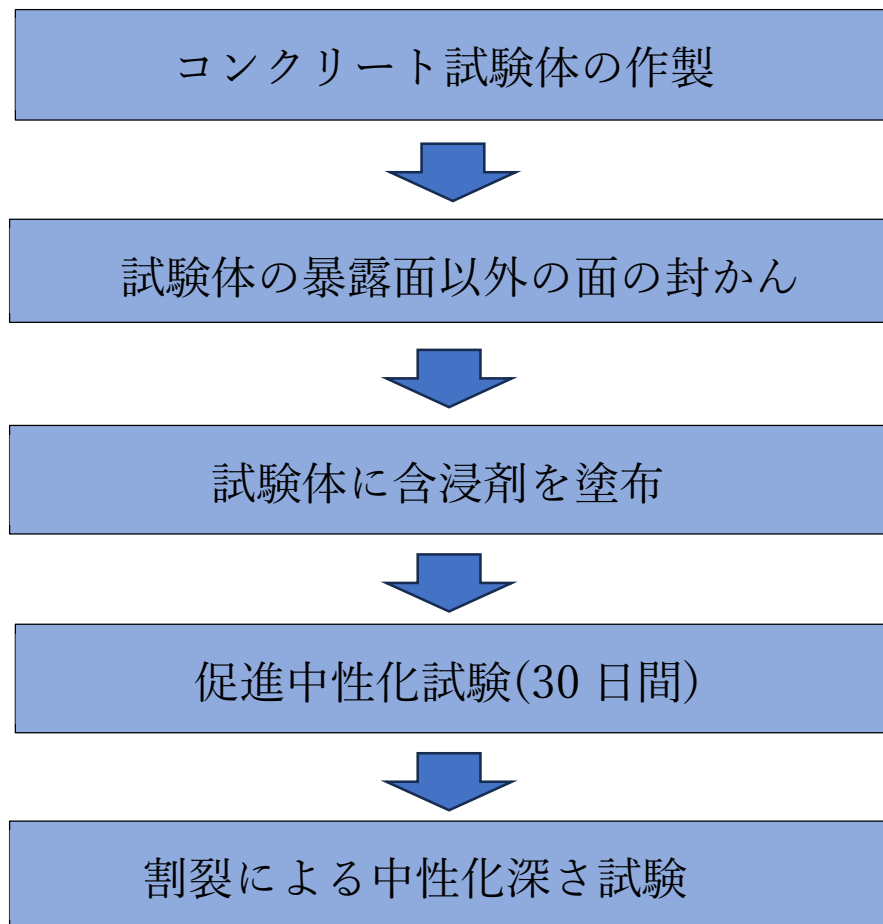 コンクリート試験体の作製
試験体の暴露面以外の面の封かん
試験体に含浸剤を塗布
促進中性化試験(30 日間)
割裂による中性化深さ試験